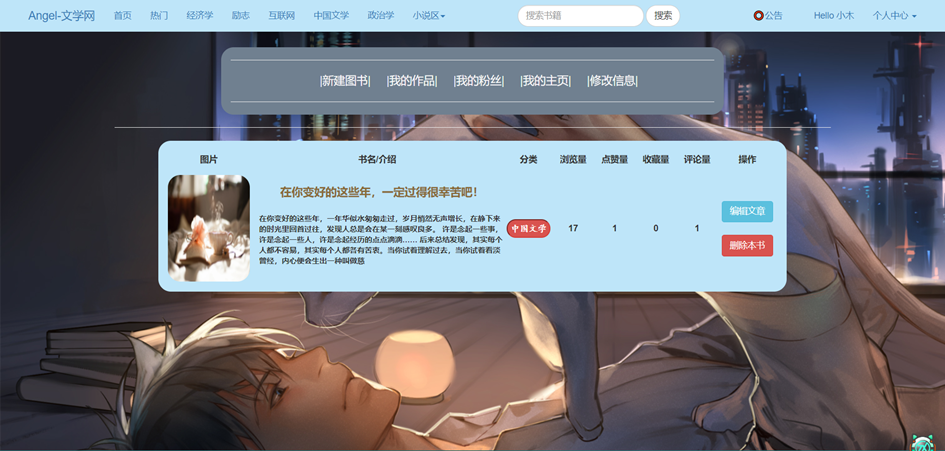 Angel-文学网 首页 热门 经济学 励志 互联网 中国文学 政治学 小说区 搜索书籍 搜索 公告 Hello 小木 个人中心
|新建图书| |我的作品| |我的粉丝| |我的主页| |修改信息|
图片 书名/介绍 分类 浏览量 点赞量 收藏量 评论量 操作
在你变好的这些年，一定过得很幸苦吧！
在你变好的这些年，一年华似水匆匆走过，岁月悄然无声增长，在静下来
的时光里回首过往，发现人总是会在某一刻感叹良多， 许是念起一些事，
许是念起一些人，许是念起经历的点点滴滴…… 后来总结发现，其实每个
人都不容易，其实每个人都各有苦衷。当你试着理解过去，当你试着看淡
曾经，内心便会生出一种叫做慈
中国文学 17 1 0 1
编辑文章
删除本书